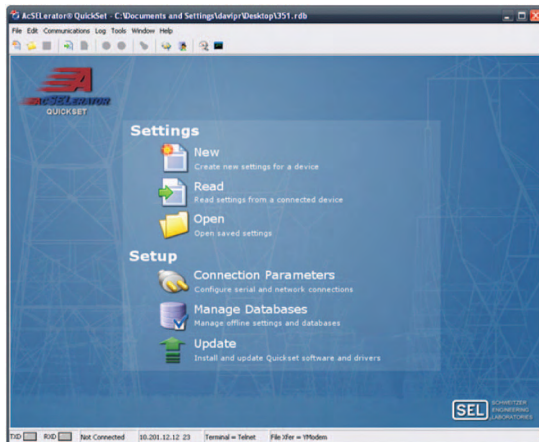 AcSELerator® QuickSet - C:\Documents and Settings\davipr\Desktop\351.rdb
File Edit Communications Log Tools Window Help
ACSELERATOR
QUICKSET
Settings
New
Create new settings for a device
Read
Read settings from a connected device
Open
Open saved settings
Setup
Connection Parameters
Configure serial and network connections
Manage Databases
Manage offline settings and databases
Update
Install and update Quickset software and drivers
SEL SCHWEITZER
ENGINEERING
LABORATORIES
TXD RXD Not Connected 10.201.12.12 23 Terminal = Telnet File Xfer = YModem